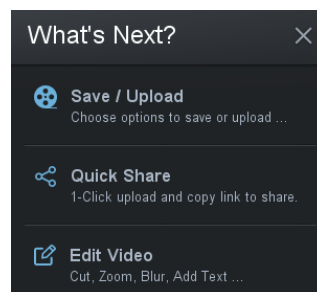 What's Next?
Save / Upload
Choose options to save or upload ...
Quick Share
1-Click upload and copy link to share.
Edit Video
Cut, Zoom, Blur, Add Text ...